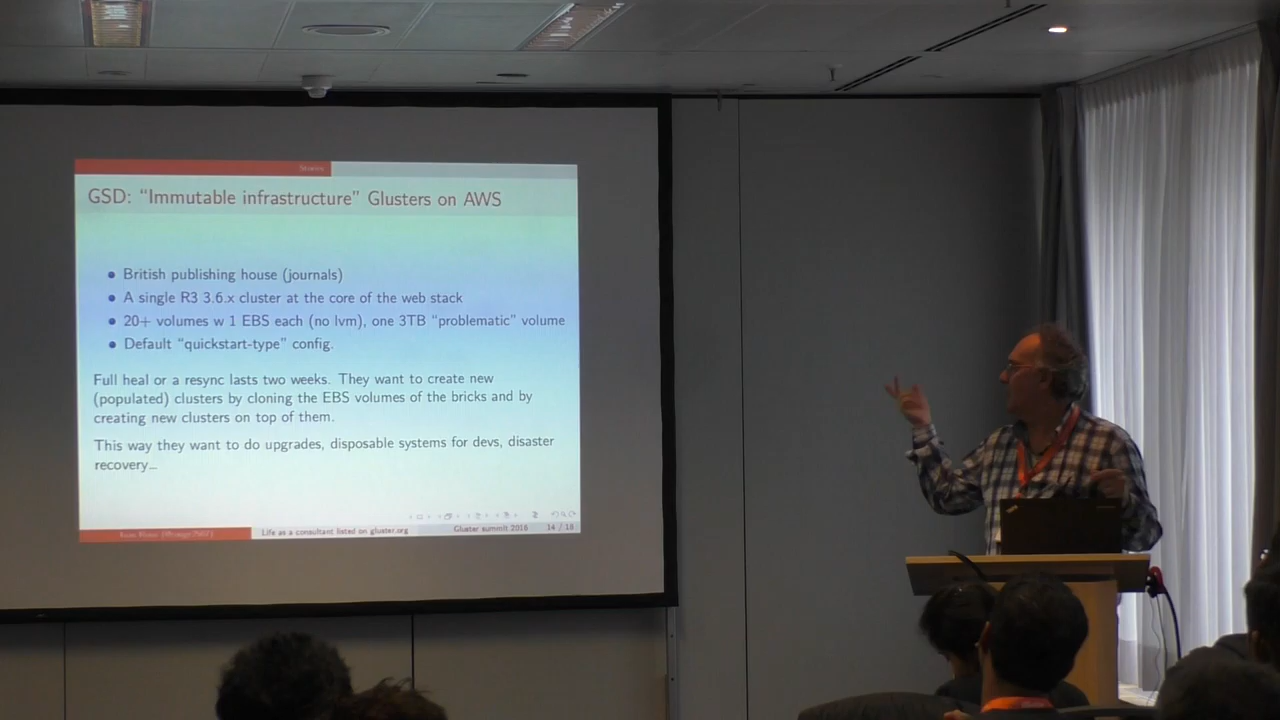 Stories
GSD: “Immutable infrastructure” Glusters on AWS
British publishing house (journals)
A single R3 3.6.x cluster at the core of the web stack
20+ volumes w 1 EBS each (no lvm), one 3TB “problematic” volume
Default “quickstart-type” config.
Full heal or a resync lasts two weeks. They want to create new
(populated) clusters by cloning the EBS volumes of the bricks and by
creating new clusters on top of them.
This way they want to do upgrades, disposable systems for devs, disaster
recovery...
Life as a consultant listed on gluster.org
Gluster summit 2016
14 / 18